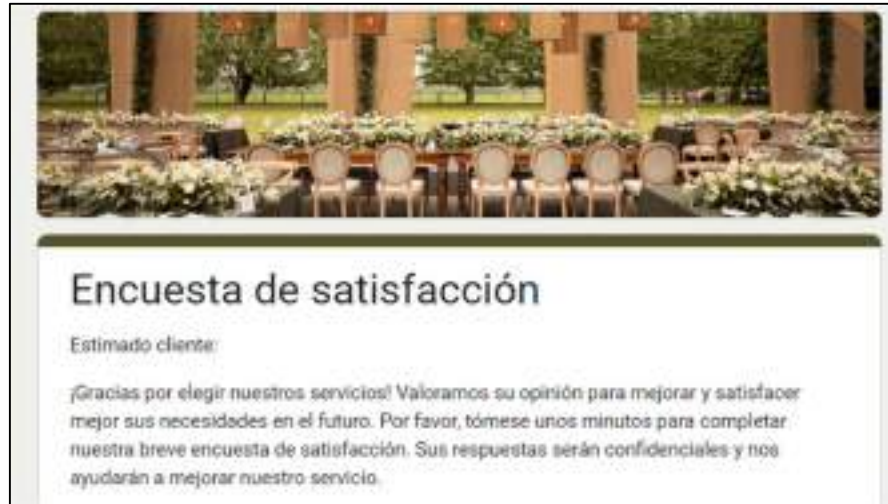 Encuesta de satisfacción
Estimado cliente:
¡Gracias por elegir nuestros servicios! Valoramos su opinión para mejorar y satisfacer
mejor sus necesidades en el futuro. Por favor, tómese unos minutos para completar
nuestra breve encuesta de satisfacción. Sus respuestas serán confidenciales y nos
ayudarán a mejorar nuestro servicio.